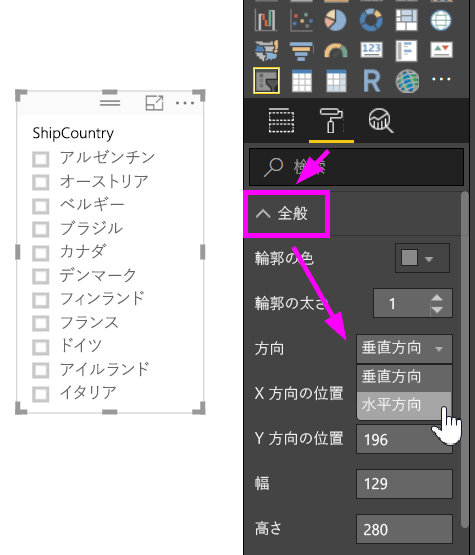 ShipCountry
アルゼンチン
オーストリア
ベルギー
ブラジル
カナダ
デンマーク
フィンランド
フランス
ドイツ
アイルランド
イタリア
123
R
検索
全般
輪郭の色
輪郭の太さ 1
方向 垂直方向
垂直方向
X 方向の位置
水平方向
Y 方向の位置 196
幅 129
高さ 280